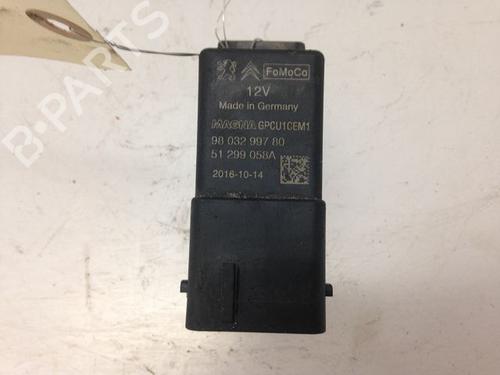 FoMoCo
12V
Made in Germany
MAGNA GPCU1CEM1
98 032 997 80
51 299 058A
2016-10-14
B-PARTS